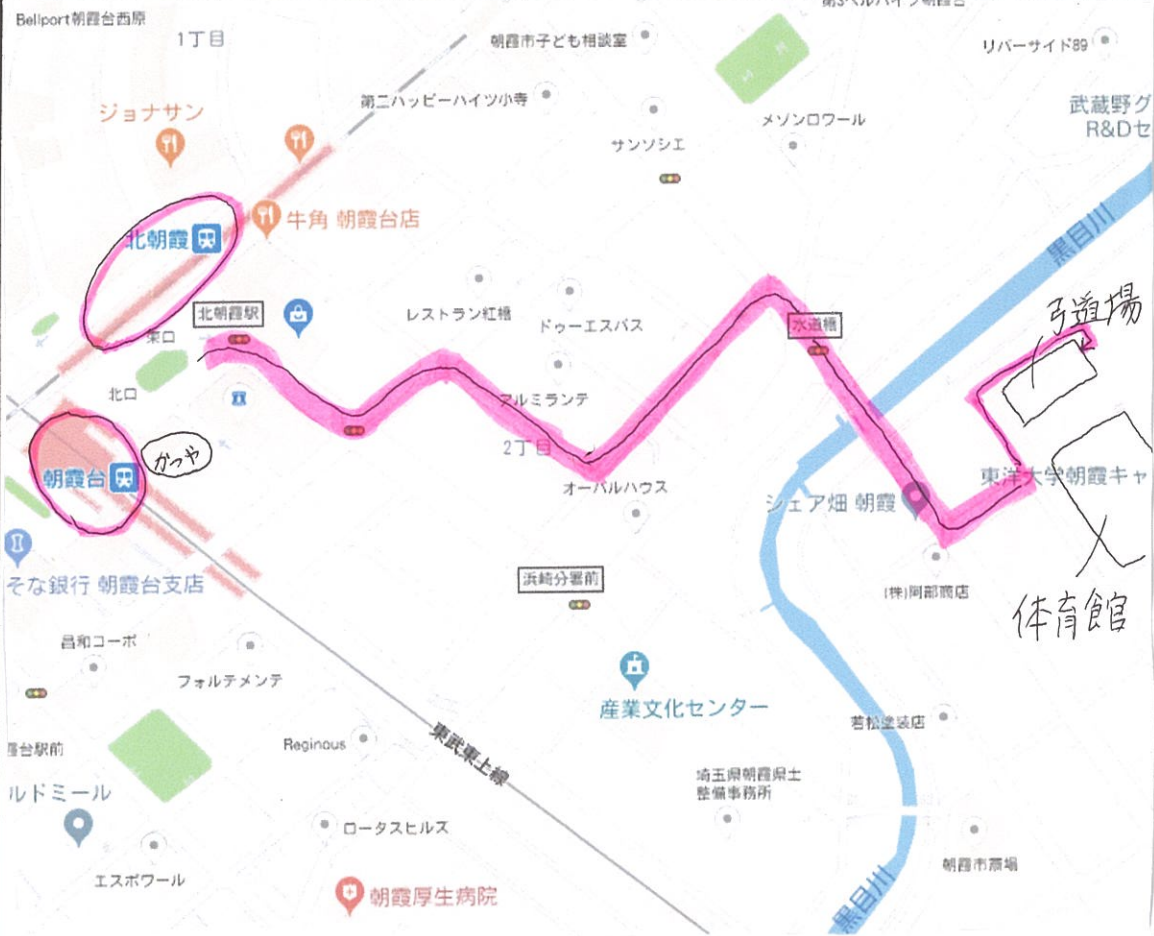 Bellport朝霞台西原
1丁目
朝霞市子ども相談室
リバーサイド89
第二ハッピーハイツ小寺
ジョナサン
メゾンロワール
武蔵野グ
R&Dセ
サンソシエ
牛角 朝霞台店
北朝霞
黒目川
弓道場
北朝霞駅
レストラン紅楓
ドゥーエスパス
水道橋
東口
北口
アルミランテ
2丁目
かつや
朝霞台
オーバルハウス
東洋大学朝霞キャ
シェア畑 朝霞
そな銀行 朝霞台支店
浜崎分署前
(株)阿部商店
体育館
昌和コーポ
フォルテメンテ
産業文化センター
若松塗装店
Reginous
東武東上線
霞台駅前
ルドミール
埼玉県朝霞県土
整備事務所
ロータスヒルズ
朝霞市斎場
エスポワール
朝霞厚生病院
黒目川